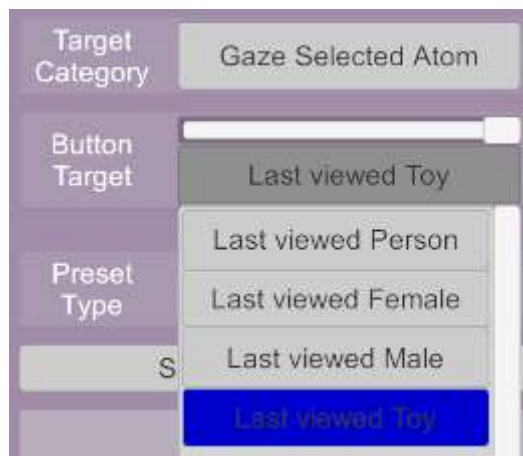 Target
Category
Gaze Selected Atom
Button
Target
Last viewed Toy
Last viewed Person
Preset
Type
Last viewed Female
Last viewed Male
S
Last viewed Toy